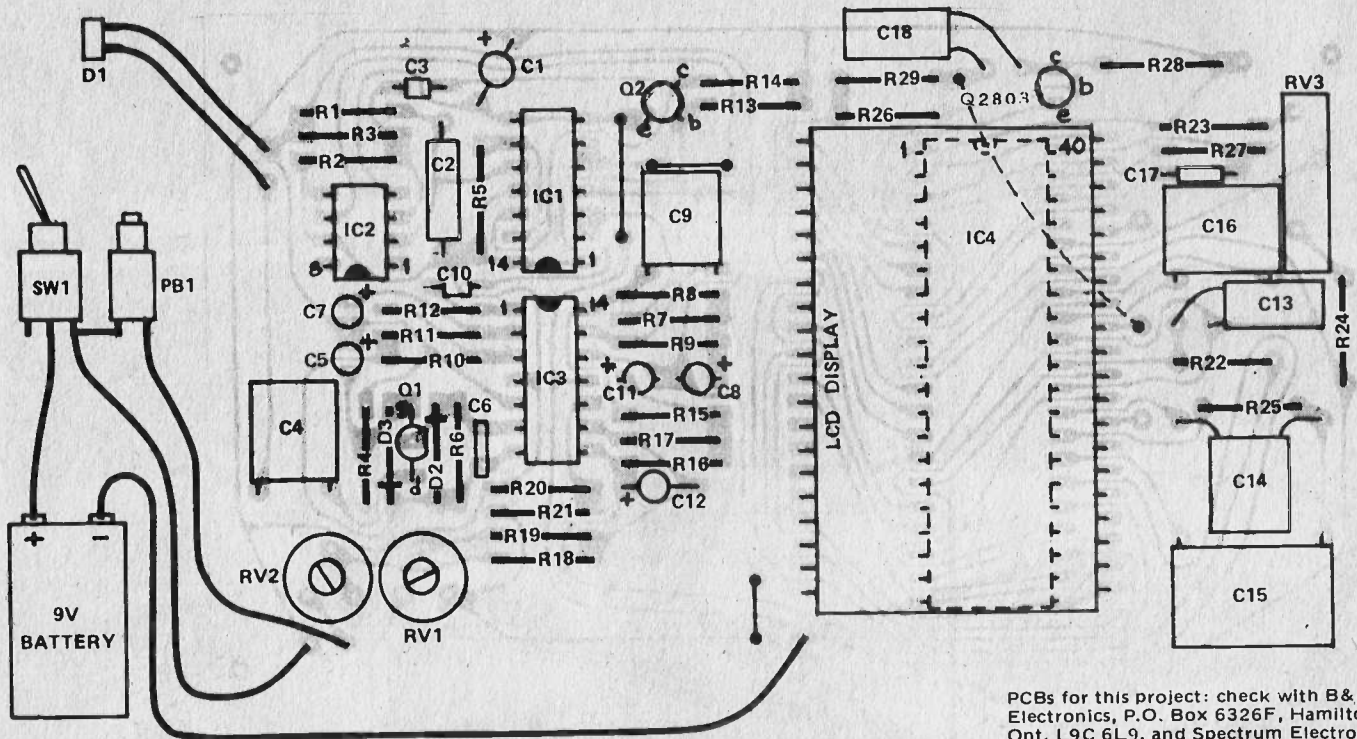 C18
D1
C3
+
C1
Q2
c
e
b
R14
R13
R29
R26
Q2803
c
b
e
R28
RV3
R1
R3
R2
C2
R5
IC1
14
1
C9
1
40
IC4
R23
R27
C17
C16
IC2
8
1
C10
SW1
PB1
C7
+
R12
R11
C5
+
R10
1
14
IC3
R8
R7
R9
+
C11
+
C8
LCD DISPLAY
C13
R24
R22
R25
C4
R4
D3
Q1
D2
R6
C6
R15
R17
R16
+
C12
C14
R20
R21
R19
R18
C15
+
-
9V
BATTERY
RV2
RV1
PCBs for this project: check with B&
Electronics, P.O. Box 6326F, Hamilto
Ont. L9C 6L9, and Spectrum Electro